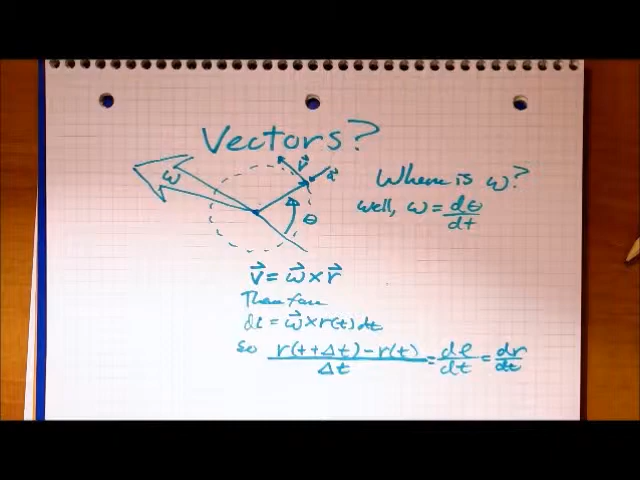 Vectors?
ω
v⃗
a⃗
θ
Where is ω?
well, ω = dθ/dt
v⃗ = ω⃗ × r⃗
Therefore
dℓ = ω⃗ × r(t) dt
So (r(t+Δt) - r(t))/Δt = dℓ/dt = dr/dt